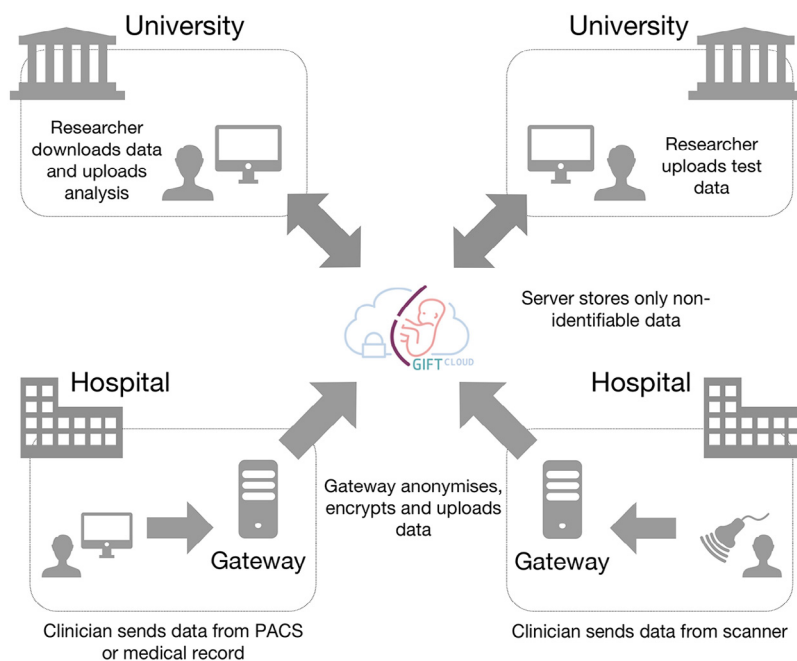 University
University
Researcher
downloads data
and uploads
analysis
Researcher
uploads test
data
Server stores only non-
identifiable data
GIFTCLOUD
Hospital
Hospital
Gateway anonymises,
encrypts and uploads
data
Gateway
Gateway
Clinician sends data from PACS
or medical record
Clinician sends data from scanner